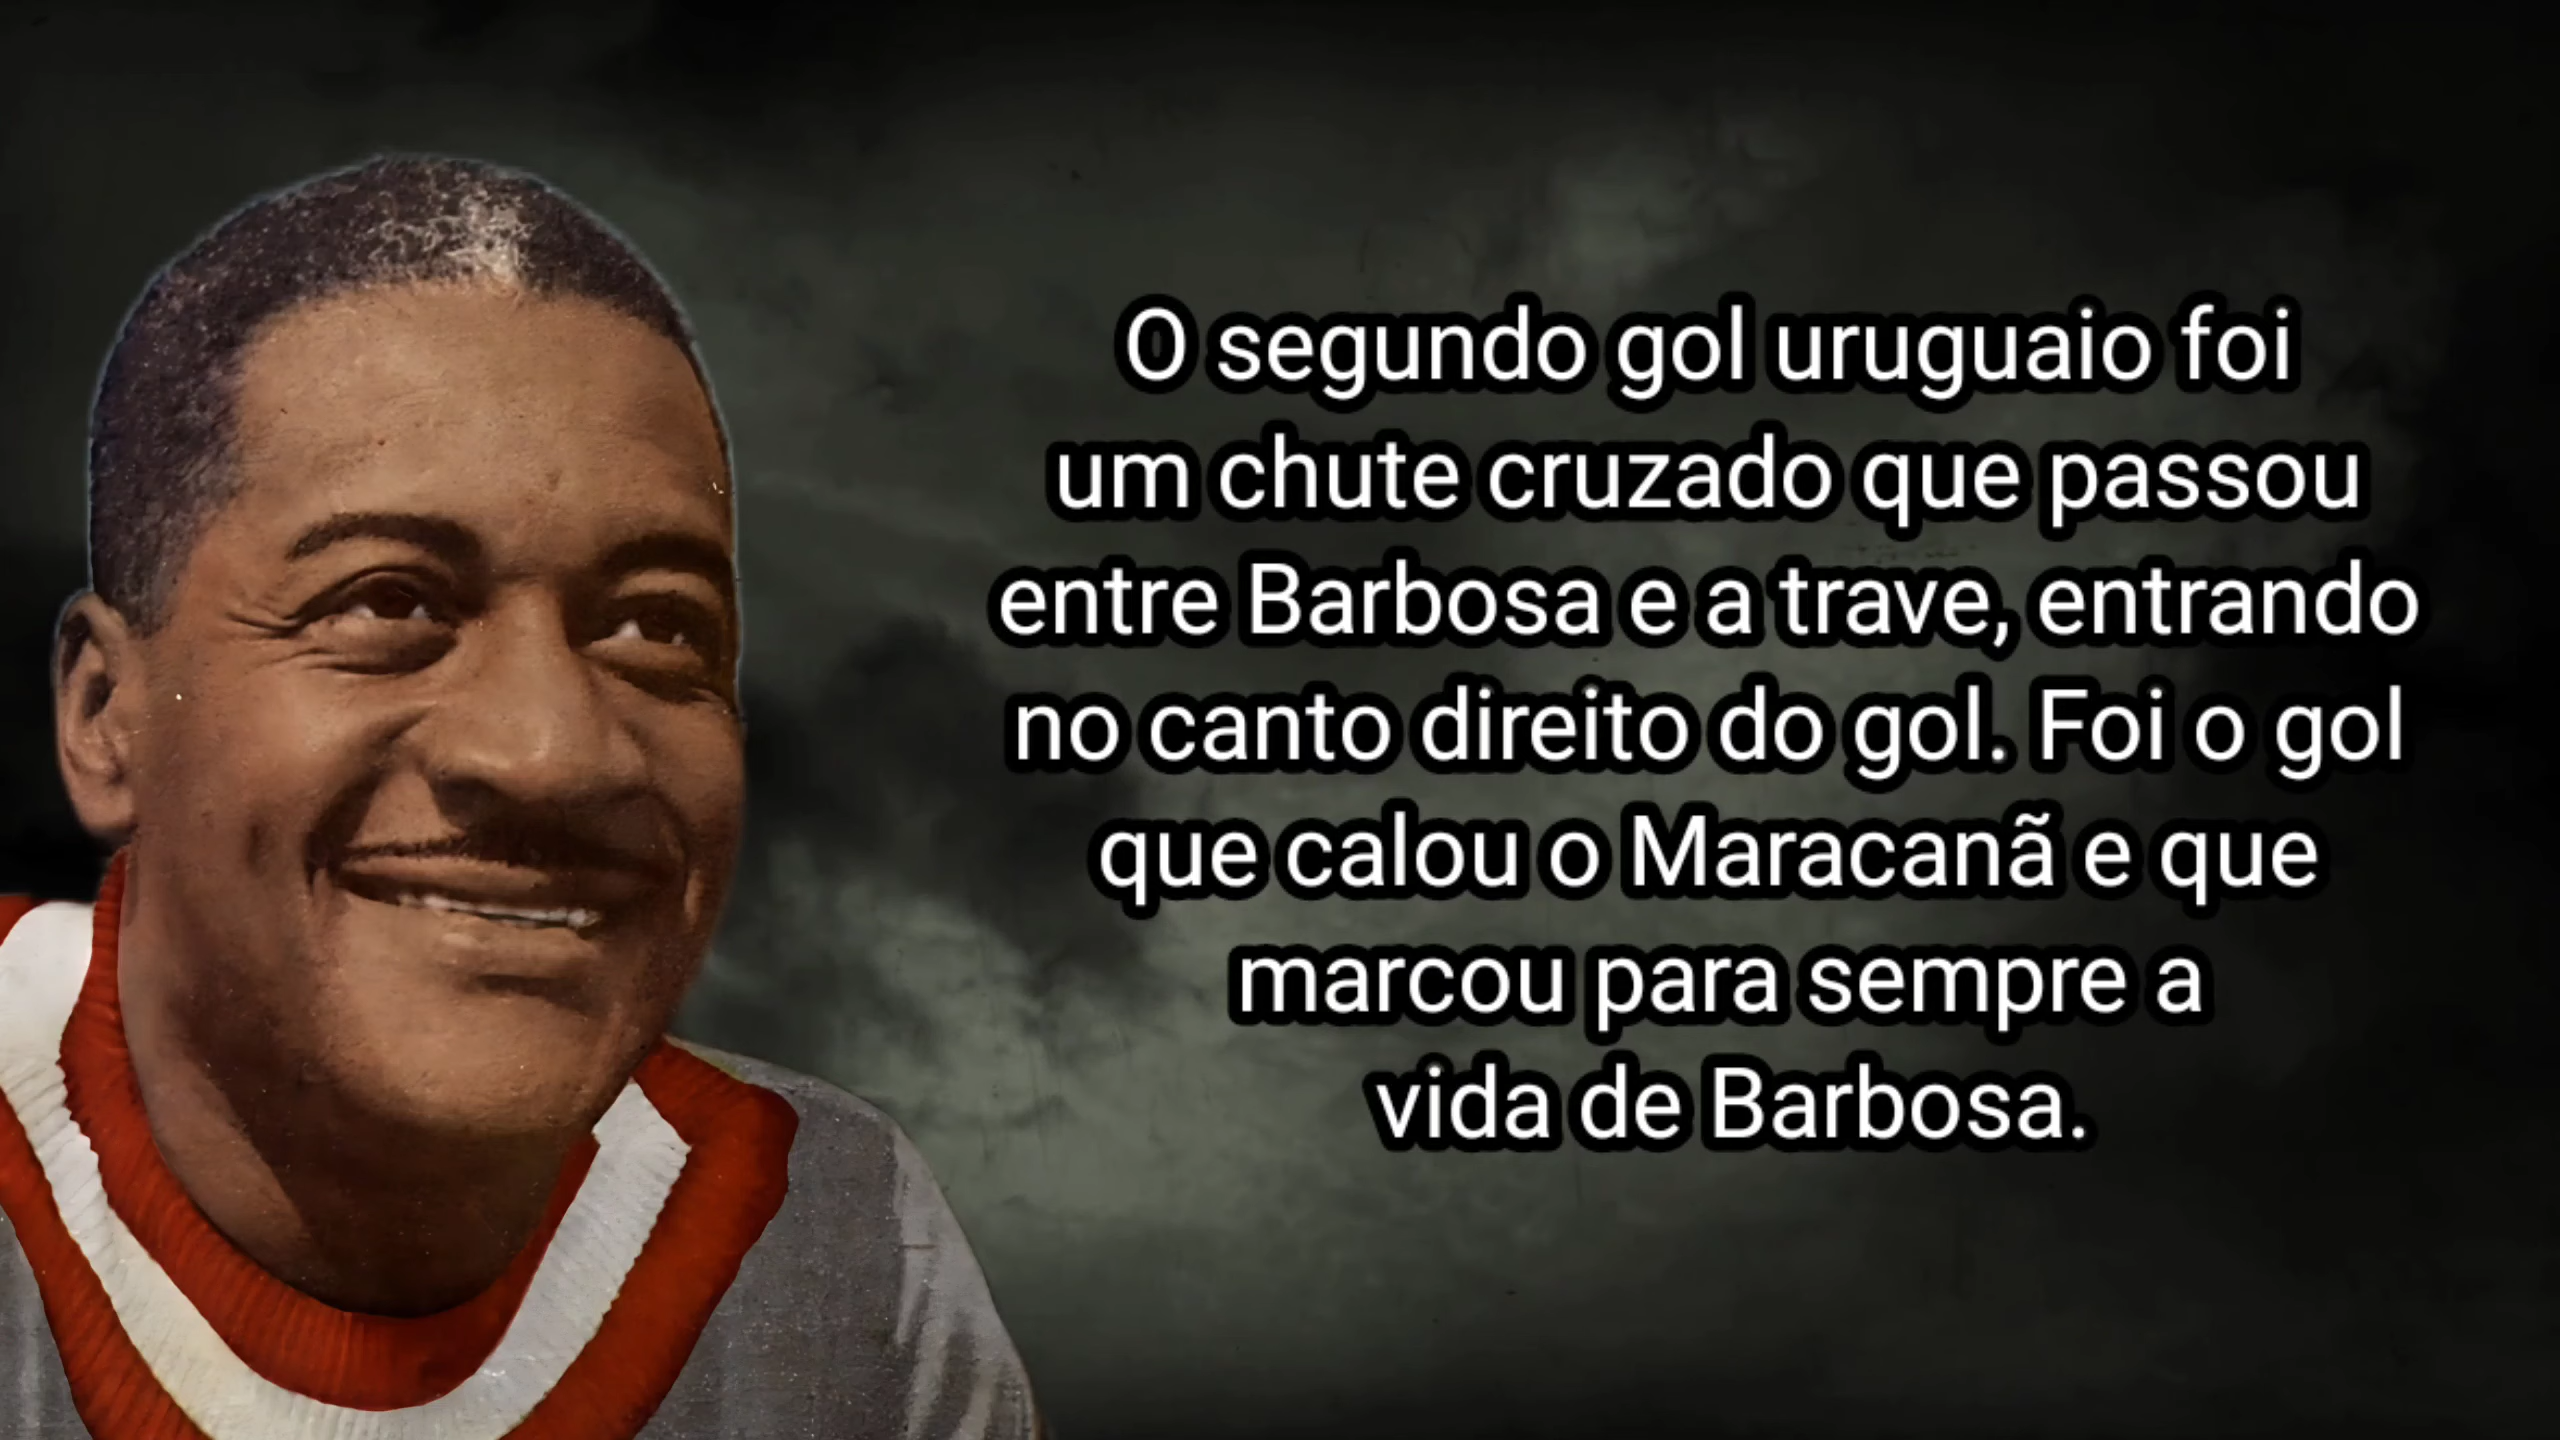 O segundo gol uruguaio foi
um chute cruzado que passou
entre Barbosa e a trave, entrando
no canto direito do gol. Foi o gol
que calou o Maracanã e que
marcou para sempre a
vida de Barbosa.